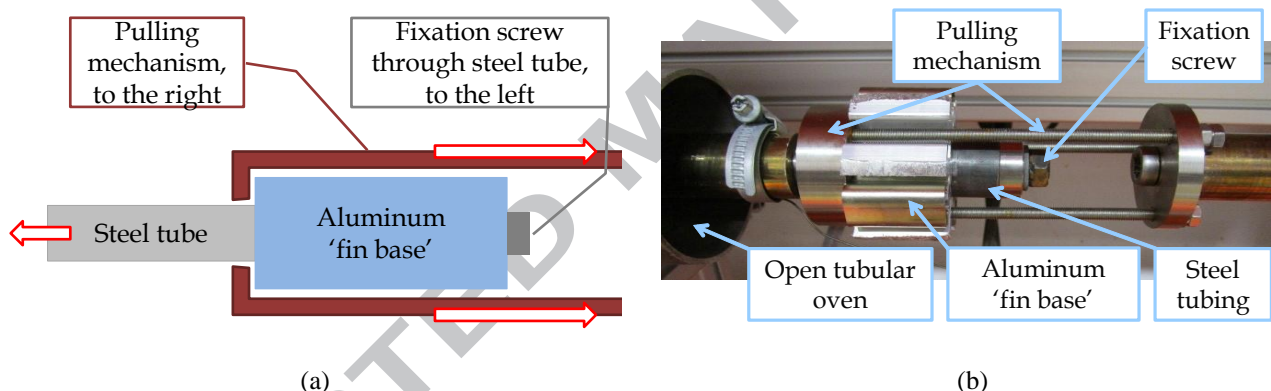 Pulling
mechanism,
to the right
Fixation screw
through steel tube,
to the left
Steel tube
Aluminum
‘fin base’
(a)
Pulling
mechanism
Fixation
screw
Open tubular
oven
Aluminum
‘fin base’
Steel
tubing
(b)